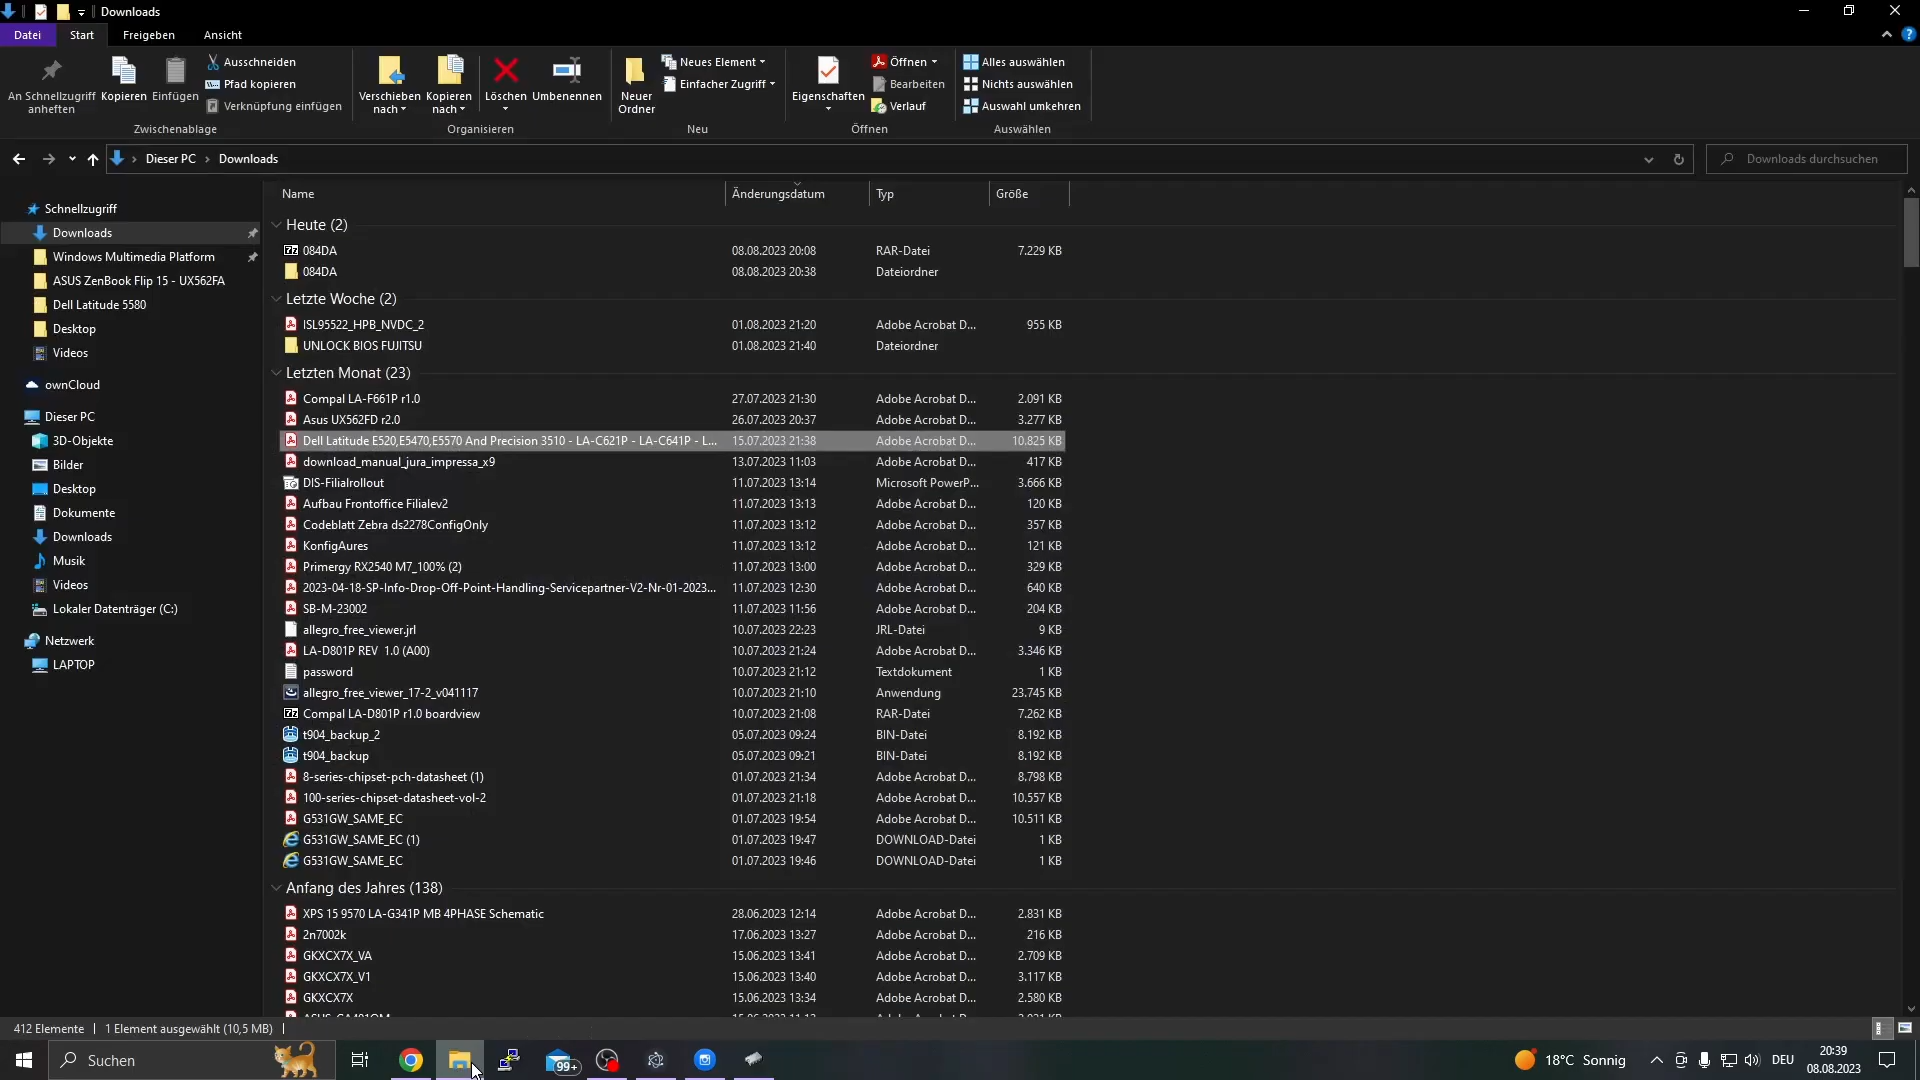 Downloads
Datei Start Freigeben Ansicht
An Schnellzugriff anheften
Kopieren
Einfügen
Ausschneiden
Pfad kopieren
Verknüpfung einfügen
Zwischenablage
Verschieben nach
Kopieren nach
Löschen
Umbenennen
Organisieren
Neuer Ordner
Neues Element
Einfacher Zugriff
Neu
Eigenschaften
Öffnen
Bearbeiten
Verlauf
Öffnen
Alles auswählen
Nichts auswählen
Auswahl umkehren
Auswählen
Dieser PC Downloads
Downloads durchsuchen
Schnellzugriff
Downloads
Windows Multimedia Platform
ASUS ZenBook Flip 15 - UX562FA
Dell Latitude 5580
Desktop
Videos
ownCloud
Dieser PC
3D-Objekte
Bilder
Desktop
Dokumente
Downloads
Musik
Videos
Lokaler Datenträger (C:)
Netzwerk
LAPTOP
Name Änderungsdatum Typ Größe
Heute (2)
084DA 08.08.2023 20:08 RAR-Datei 7.229 KB
084DA 08.08.2023 20:38 Dateiordner
Letzte Woche (2)
ISL95522_HPB_NVDC_2 01.08.2023 21:20 Adobe Acrobat D... 955 KB
UNLOCK BIOS FUJITSU 01.08.2023 21:40 Dateiordner
Letzten Monat (23)
Compal LA-F661P r1.0 27.07.2023 21:30 Adobe Acrobat D... 2.091 KB
Asus UX562FD r2.0 26.07.2023 20:37 Adobe Acrobat D... 3.277 KB
Dell Latitude E520,E5470,E5570 And Precision 3510 - LA-C621P - LA-C641P - L... 15.07.2023 21:38 Adobe Acrobat D... 10.825 KB
download_manual_jura_impressa_x9 13.07.2023 11:03 Adobe Acrobat D... 417 KB
DIS-Filialrollout 11.07.2023 13:14 Microsoft PowerP... 3.666 KB
Aufbau Frontoffice Filialev2 11.07.2023 13:13 Adobe Acrobat D... 120 KB
Codeblatt Zebra ds2278ConfigOnly 11.07.2023 13:12 Adobe Acrobat D... 357 KB
KonfigAures 11.07.2023 13:12 Adobe Acrobat D... 121 KB
Primergy RX2540 M7_100% (2) 11.07.2023 13:00 Adobe Acrobat D... 329 KB
2023-04-18-SP-Info-Drop-Off-Point-Handling-Servicepartner-V2-Nr-01-2023... 11.07.2023 12:30 Adobe Acrobat D... 640 KB
SB-M-23002 11.07.2023 11:56 Adobe Acrobat D... 204 KB
allegro_free_viewer.jrl 10.07.2023 22:23 JRL-Datei 9 KB
LA-D801P REV 1.0 (A00) 10.07.2023 21:24 Adobe Acrobat D... 3.346 KB
password 10.07.2023 21:12 Textdokument 1 KB
allegro_free_viewer_17-2_v041117 10.07.2023 21:10 Anwendung 23.745 KB
Compal LA-D801P r1.0 boardview 10.07.2023 21:08 RAR-Datei 7.262 KB
t904_backup_2 05.07.2023 09:24 BIN-Datei 8.192 KB
t904_backup 05.07.2023 09:21 BIN-Datei 8.192 KB
8-series-chipset-pch-datasheet (1) 01.07.2023 21:34 Adobe Acrobat D... 8.798 KB
100-series-chipset-datasheet-vol-2 01.07.2023 21:18 Adobe Acrobat D... 10.557 KB
G531GW_SAME_EC 01.07.2023 19:54 Adobe Acrobat D... 10.511 KB
G531GW_SAME_EC (1) 01.07.2023 19:47 DOWNLOAD-Datei 1 KB
G531GW_SAME_EC 01.07.2023 19:46 DOWNLOAD-Datei 1 KB
Anfang des Jahres (138)
XPS 15 9570 LA-G341P MB 4PHASE Schematic 28.06.2023 12:14 Adobe Acrobat D... 2.831 KB
2n7002k 17.06.2023 13:27 Adobe Acrobat D... 216 KB
GKXCX7X_VA 15.06.2023 13:41 Adobe Acrobat D... 2.709 KB
GKXCX7X_V1 15.06.2023 13:40 Adobe Acrobat D... 3.117 KB
GKXCX7X 15.06.2023 13:34 Adobe Acrobat D... 2.580 KB
412 Elemente 1 Element ausgewählt (10,5 MB)
Suchen
99+
18°C Sonnig
DEU
20:39
08.08.2023